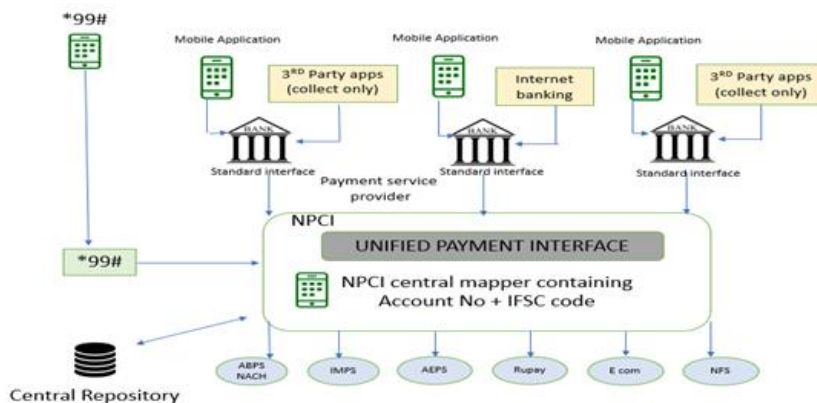 *99#
Mobile Application
Mobile Application
Mobile Application
3RD Party apps
(collect only)
Internet
banking
3RD Party apps
(collect only)
BANK
BANK
BANK
Standard interface
Standard interface
Standard interface
Payment service
provider
NPCI
UNIFIED PAYMENT INTERFACE
*99#
NPCI central mapper containing
Account No + IFSC code
Central Repository
ABPS
NACH
IMPS
AEPS
Rupay
E com
NFS